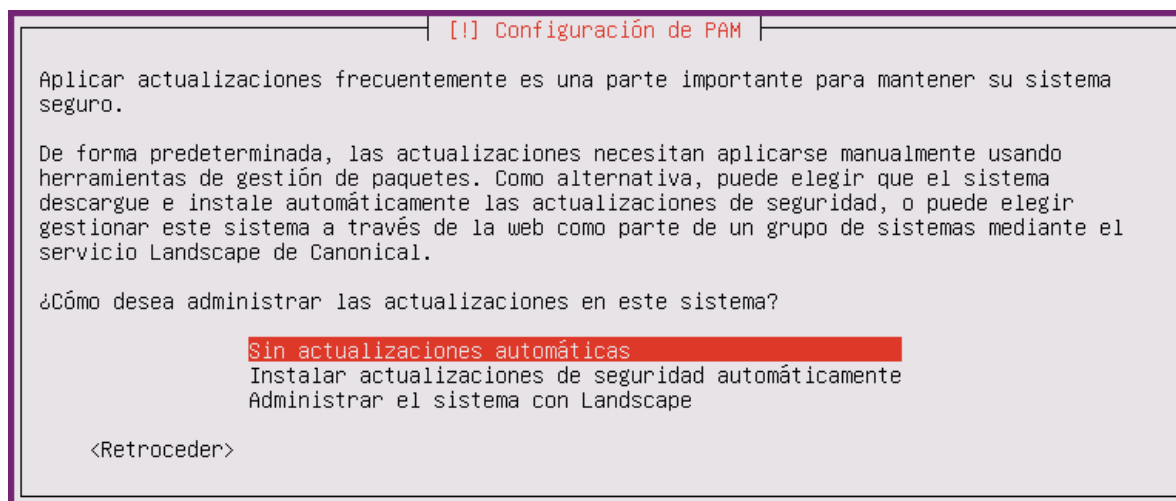 [!] Configuración de PAM
Aplicar actualizaciones frecuentemente es una parte importante para mantener su sistema
seguro.
De forma predeterminada, las actualizaciones necesitan aplicarse manualmente usando
herramientas de gestión de paquetes. Como alternativa, puede elegir que el sistema
descargue e instale automáticamente las actualizaciones de seguridad, o puede elegir
gestionar este sistema a través de la web como parte de un grupo de sistemas mediante el
servicio Landscape de Canonical.
¿Cómo desea administrar las actualizaciones en este sistema?
Sin actualizaciones automáticas
Instalar actualizaciones de seguridad automáticamente
Administrar el sistema con Landscape
<Retroceder>